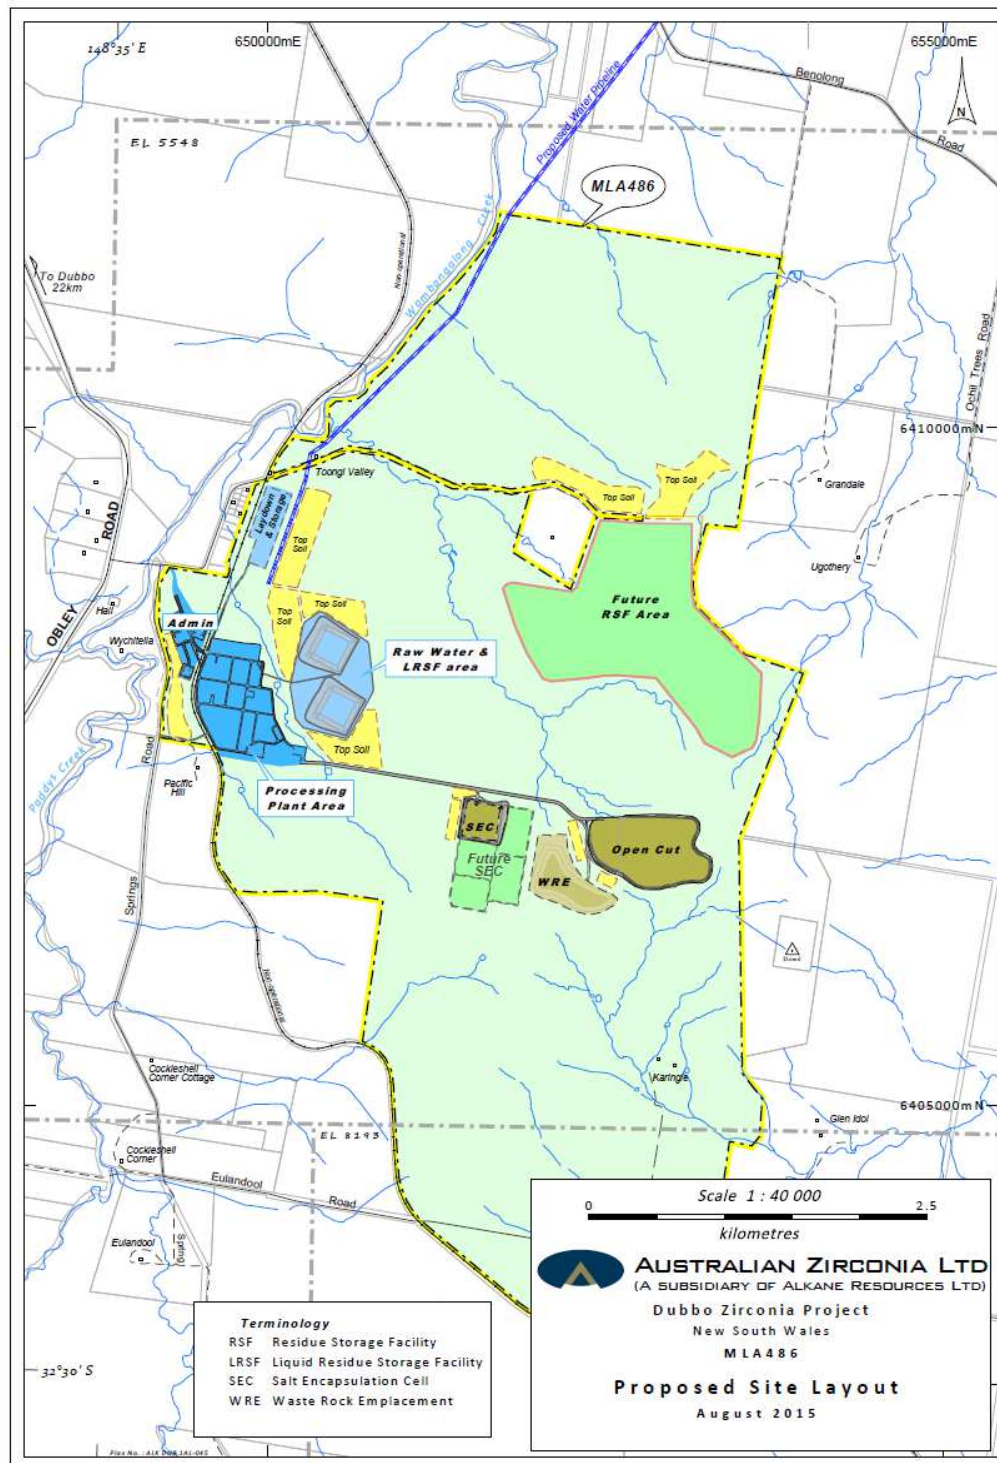 148°35' E
650000mE
655000mE
Benolong
Road
N
EL 5548
Proposed Water Pipeline
MLA486
Wambangalang Creek
Non-operational
To Dubbo
22km
Ochil Trees Road
6410000mN
Toongi Valley
Top Soil
Top Soil
Grandale
Laydown
& Storage
Top
Soil
OBLEY ROAD
Ugothery
Hall
Wychitella
Admin
Top
Soil
Top Soil
Future
RSF Area
Raw Water &
LRSF area
Top Soil
Paddys Creek
Pacific
Hill
Processing
Plant Area
SEC
Future
SEC
WRE
Open Cut
Springs Road
Non-operational
Dowd
Cockleshell
Corner Cottage
Karingle
6405000mN
Glen Idol
EL 8193
Cockleshell
Corner
Eulandool
Road
Eulandool
Spring
Scale 1 : 40 000
0 2.5
kilometres
AUSTRALIAN ZIRCONIA LTD
(A SUBSIDIARY OF ALKANE RESOURCES LTD)
Dubbo Zirconia Project
New South Wales
MLA486
Proposed Site Layout
August 2015
Terminology
RSF Residue Storage Facility
LRSF Liquid Residue Storage Facility
SEC Salt Encapsulation Cell
WRE Waste Rock Emplacement
32°30' S